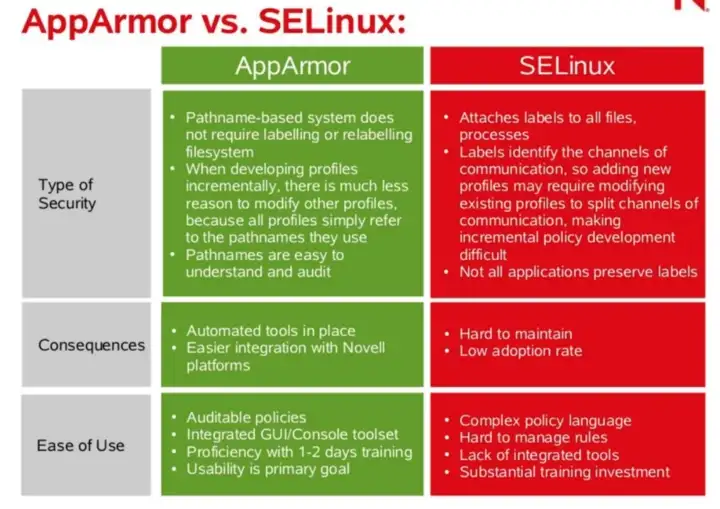 AppArmor vs. SELinux:
AppArmor
SELinux
Type of
Security
• Pathname-based system does
not require labelling or relabelling
filesystem
• When developing profiles
incrementally, there is much less
reason to modify other profiles,
because all profiles simply refer
to the pathnames they use
• Pathnames are easy to
understand and audit
• Attaches labels to all files,
processes
• Labels identify the channels of
communication, so adding new
profiles may require modifying
existing profiles to split channels of
communication, making
incremental policy development
difficult
• Not all applications preserve labels
Consequences
• Automated tools in place
• Easier integration with Novell
platforms
• Hard to maintain
• Low adoption rate
Ease of Use
• Auditable policies
• Integrated GUI/Console toolset
• Proficiency with 1-2 days training
• Usability is primary goal
• Complex policy language
• Hard to manage rules
• Lack of integrated tools
• Substantial training investment